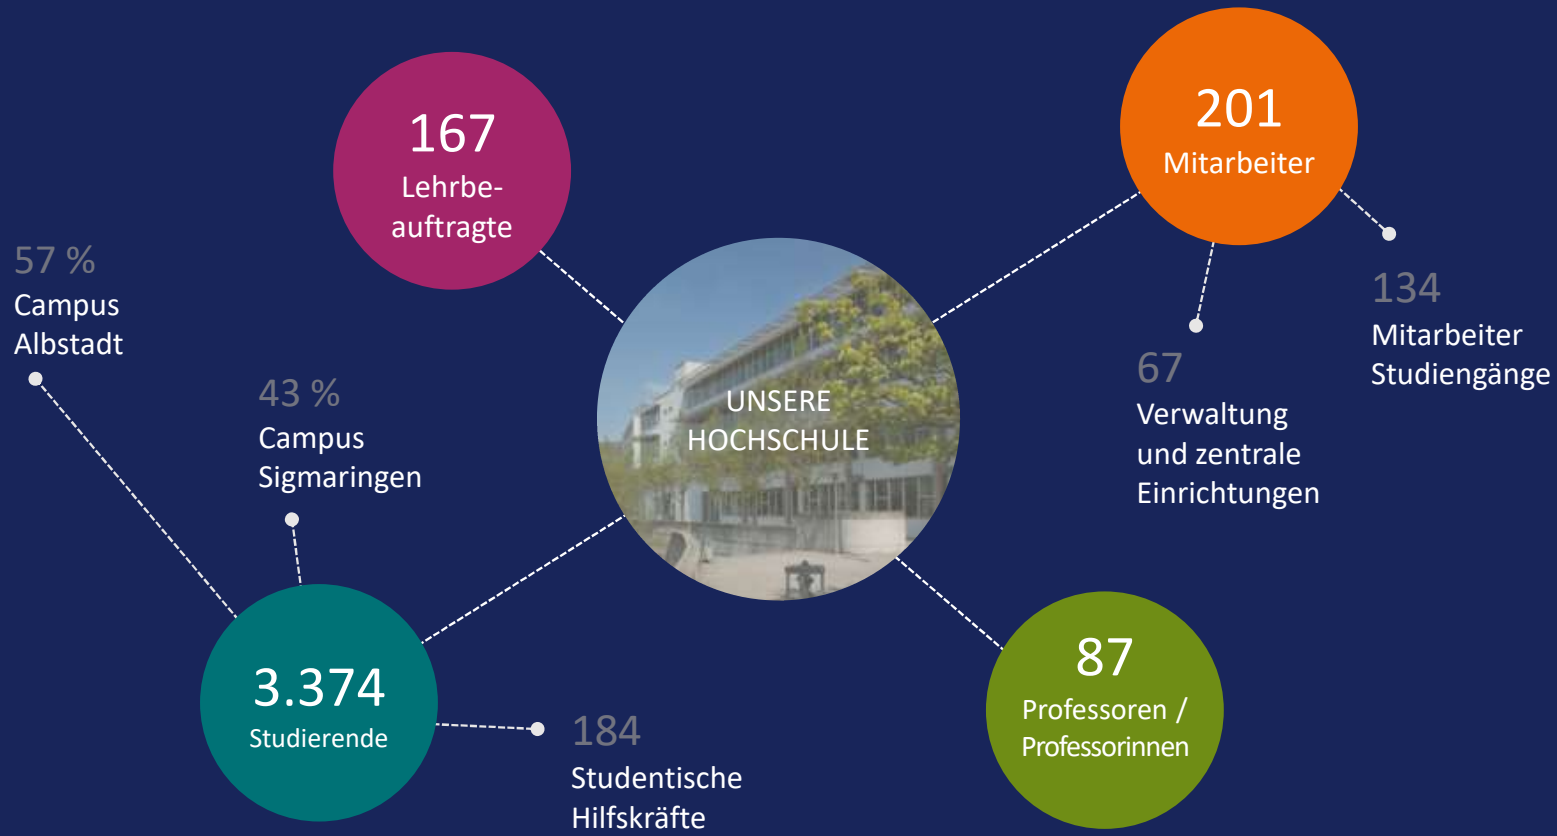 167
Lehrbe-
auftragte
201
Mitarbeiter
57 %
Campus
Albstadt
134
Mitarbeiter
Studiengänge
43 %
Campus
Sigmaringen
67
Verwaltung
und zentrale
Einrichtungen
UNSERE
HOCHSCHULE
3.374
Studierende
184
Studentische
Hilfskräfte
87
Professoren /
Professorinnen